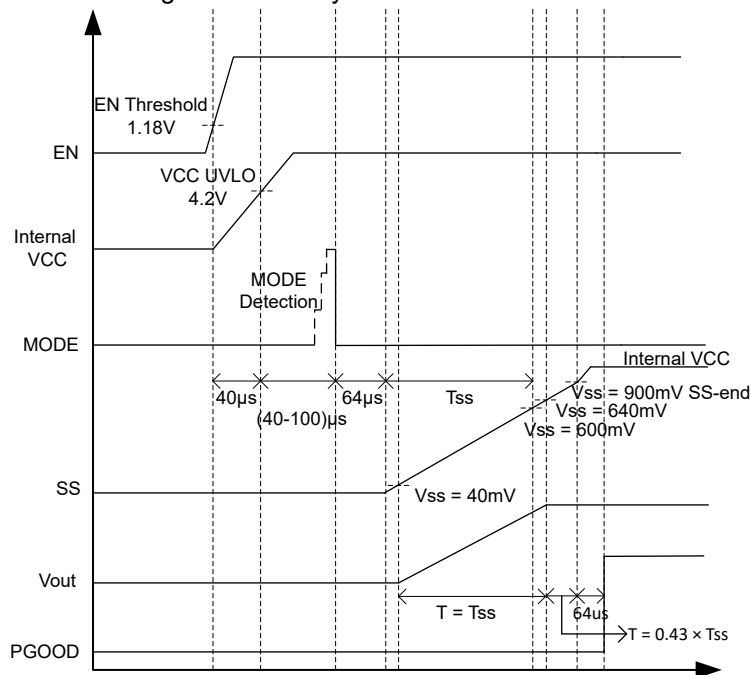 EN Threshold
1.18V
EN
VCC UVLO
4.2V
Internal
VCC
MODE
Detection
MODE
Internal VCC
40µs
64µs
Tss
(40-100)µs
Vss = 900mV SS-end
Vss = 640mV
Vss = 600mV
SS
Vss = 40mV
Vout
T = Tss
64us
T = 0.43 × Tss
PGOOD